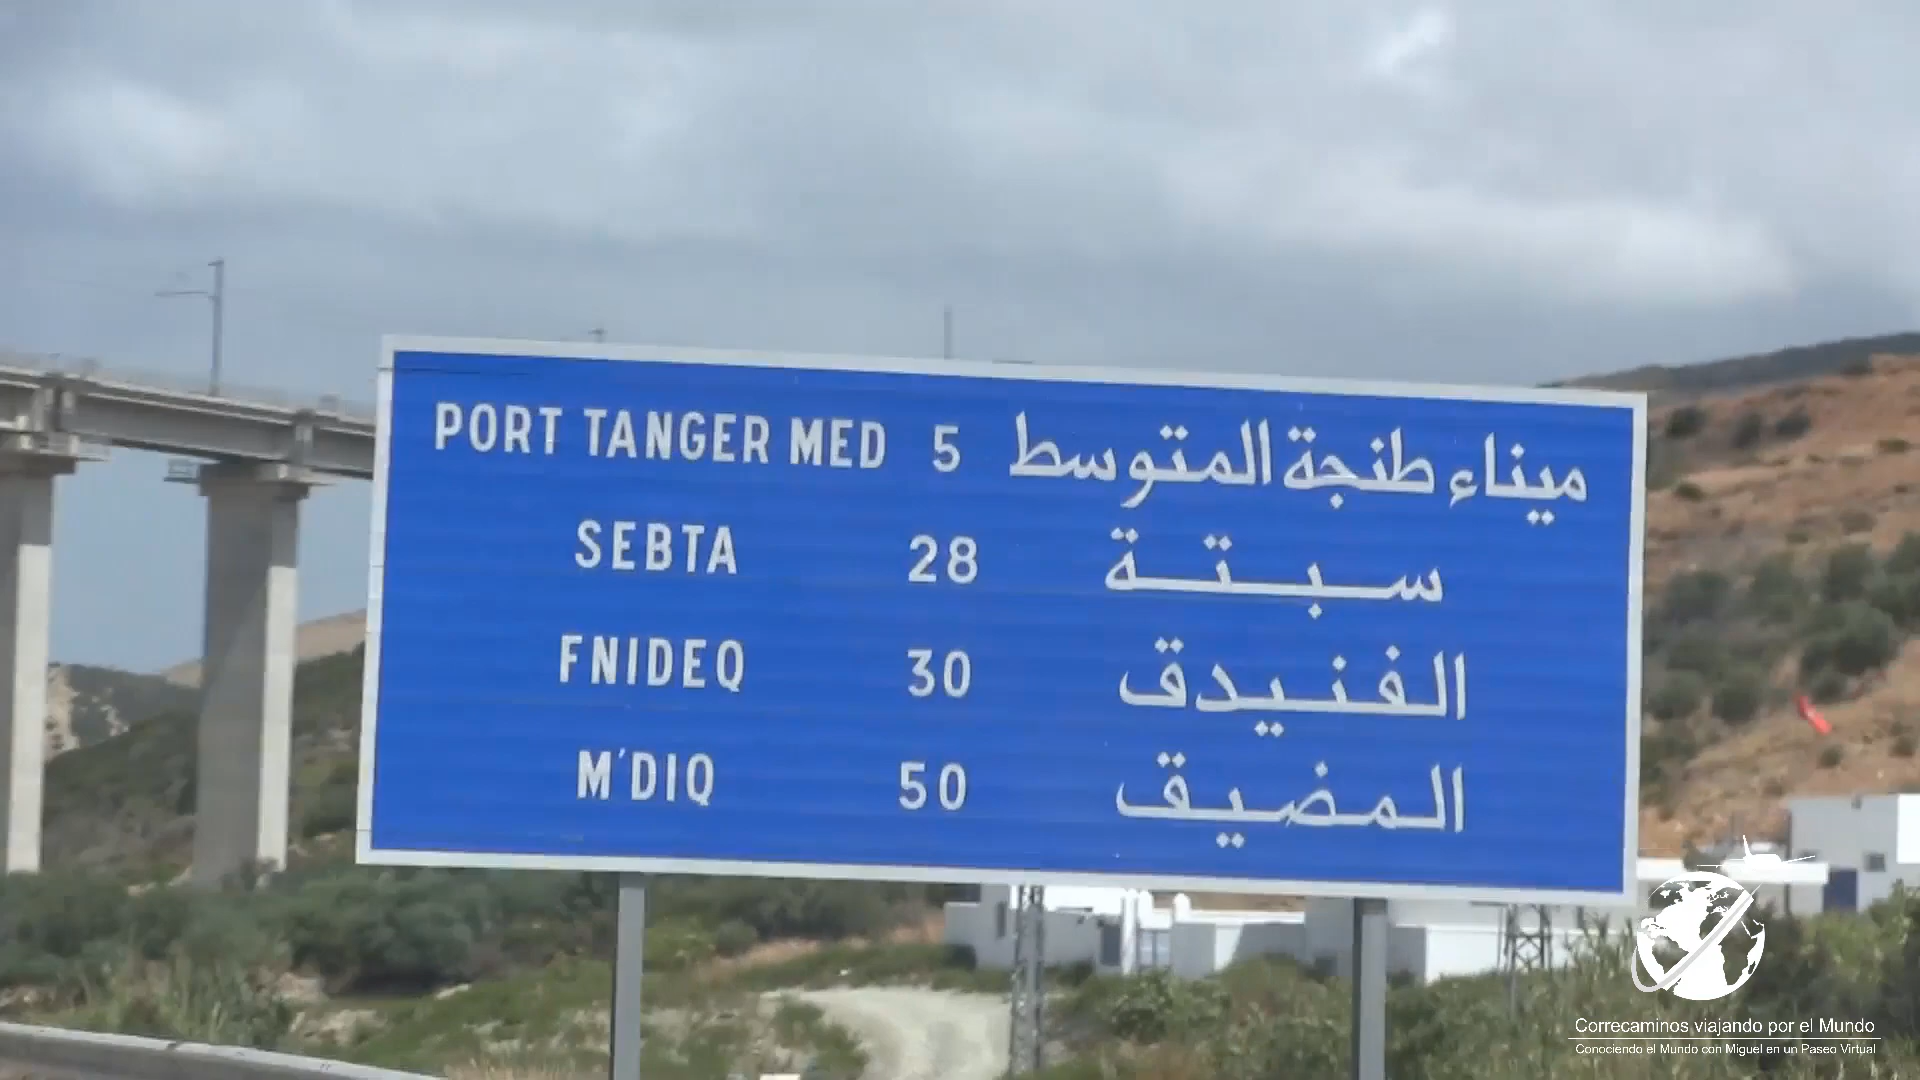 PORT TANGER MED 5 ميناء طنجة المتوسط
SEBTA 28 سبتة
FNIDEQ 30 الفنيدق
M'DIQ 50 المضيق
Correcaminos viajando por el Mundo
Conociendo el Mundo con Miguel en un Paseo Virtual